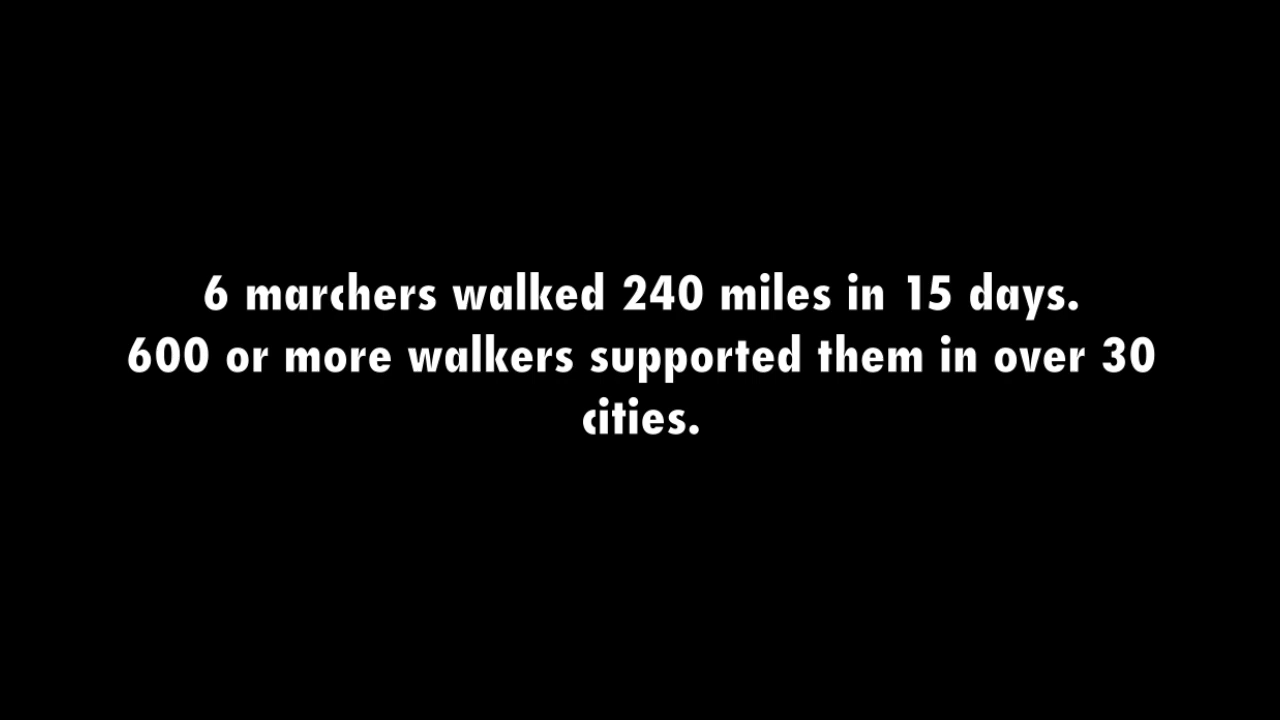 6 marchers walked 240 miles in 15 days.
600 or more walkers supported them in over 30
cities.